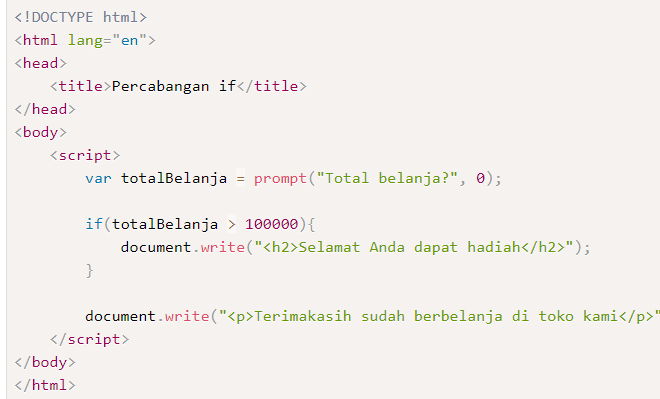 <!DOCTYPE html>
<html lang="en">
<head>
    <title>Percabangan if</title>
</head>
<body>
    <script>
        var totalBelanja = prompt("Total belanja?", 0);

        if(totalBelanja > 100000){
            document.write("<h2>Selamat Anda dapat hadiah</h2>");
        }

        document.write("<p>Terimakasih sudah berbelanja di toko kami</p>"
    </script>
</body>
</html>